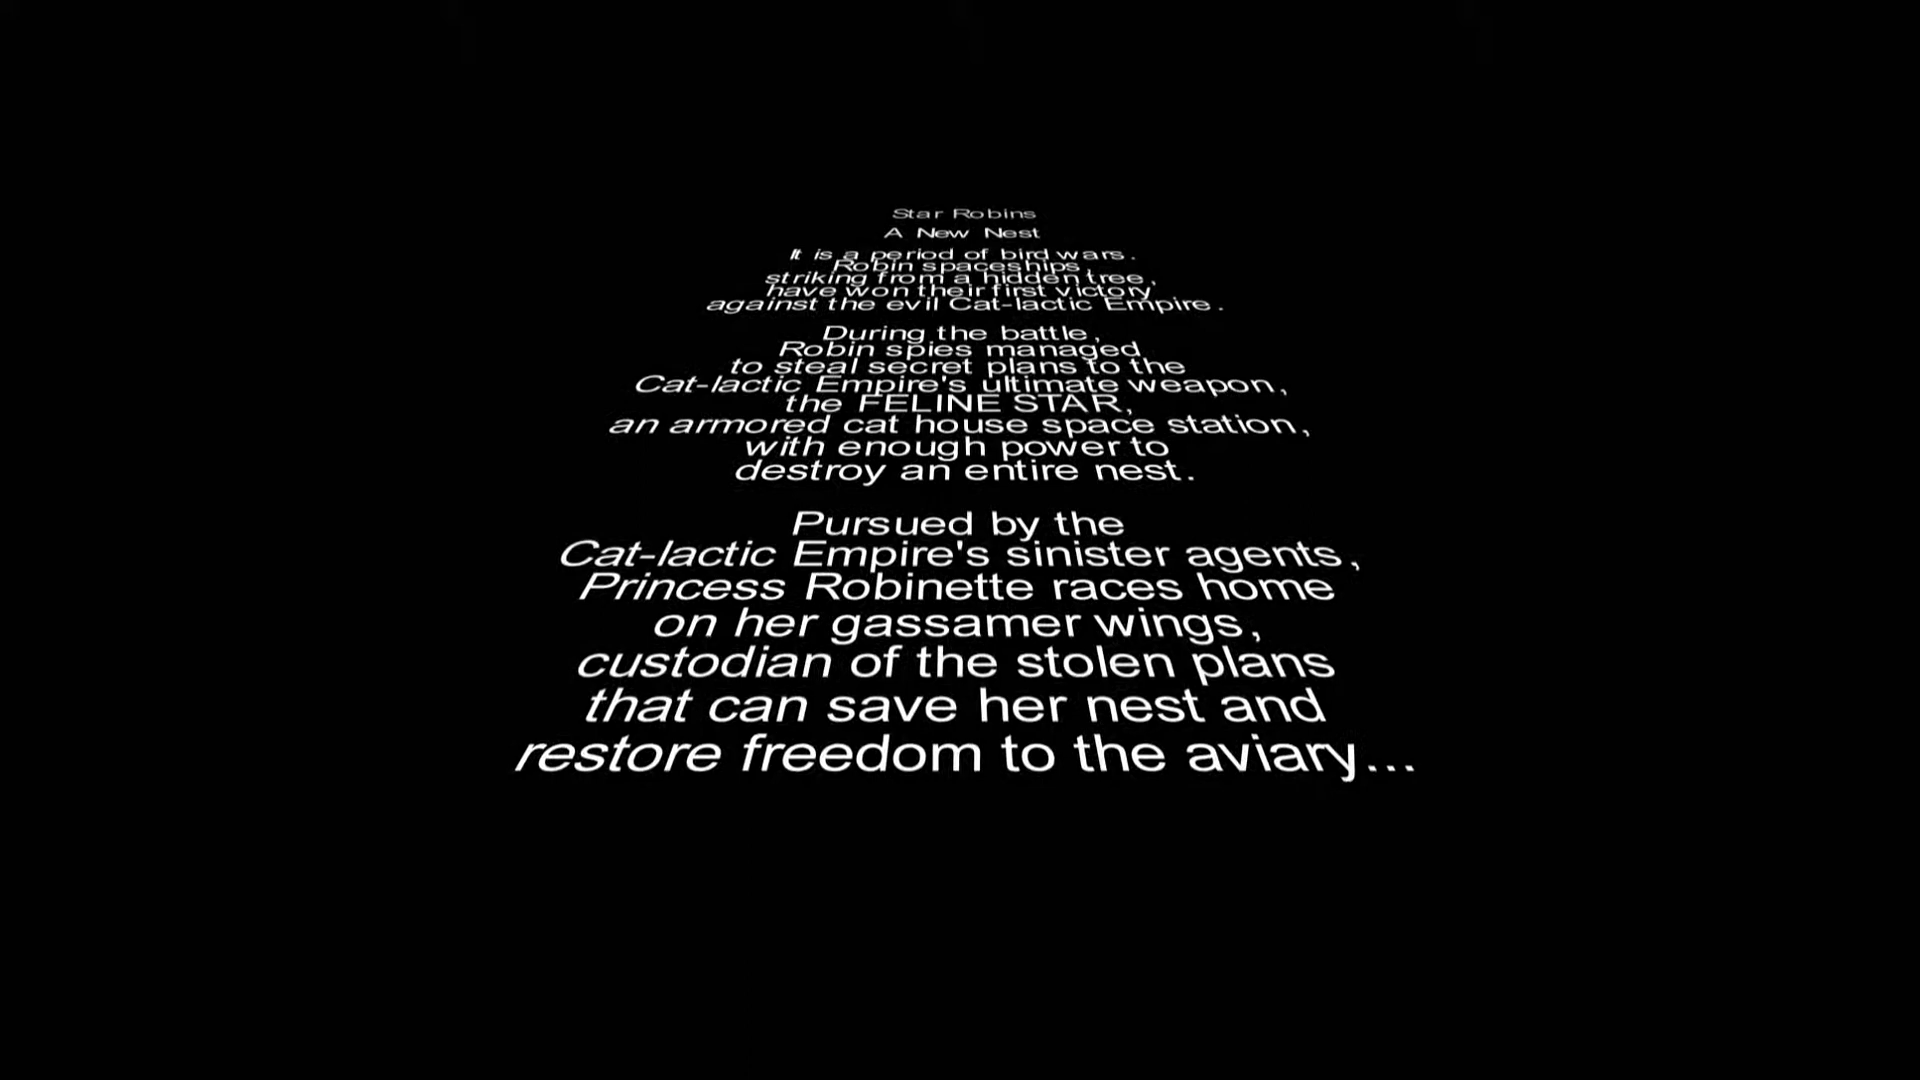 Star Robins
A New Nest
It is a period of bird wars.
Robin spaceships,
striking from a hidden tree,
have won their first victory
against the evil Cat-lactic Empire.
During the battle,
Robin spies managed
to steal secret plans to the
Cat-lactic Empire's ultimate weapon,
the FELINE STAR,
an armored cat house space station,
with enough power to
destroy an entire nest.
Pursued by the
Cat-lactic Empire's sinister agents,
Princess Robinette races home
on her gassamer wings,
custodian of the stolen plans
that can save her nest and
restore freedom to the aviary...